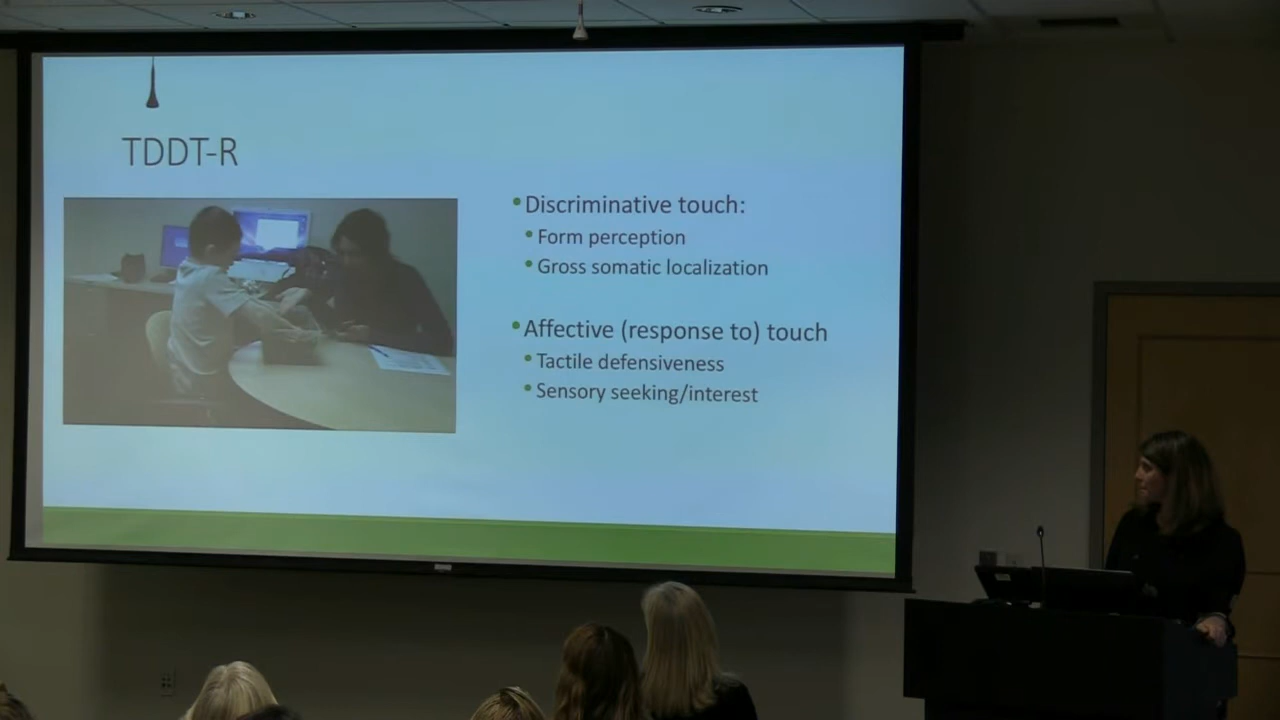 TDDT-R
•Discriminative touch:
•Form perception
•Gross somatic localization
•Affective (response to) touch
•Tactile defensiveness
•Sensory seeking/interest